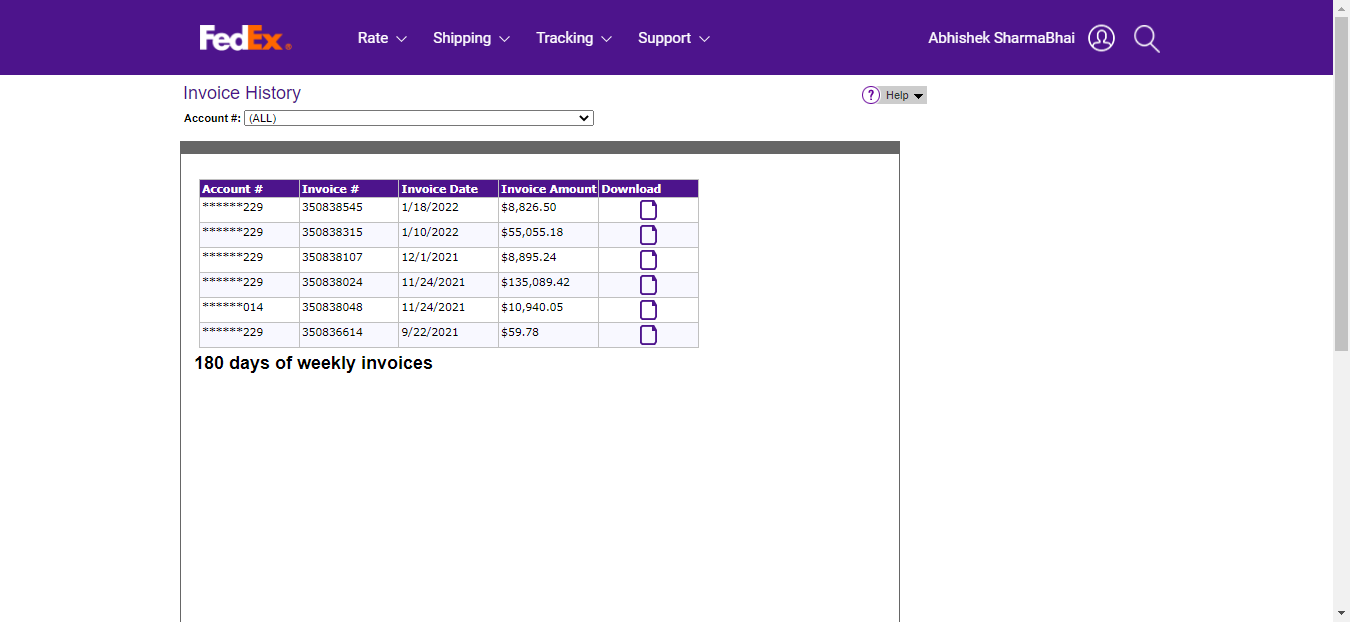 FedEx®
Rate Shipping Tracking Support Abhishek SharmaBhai
Invoice History
? Help
Account #: (ALL)
Account # Invoice # Invoice Date Invoice Amount Download
******229 350838545 1/18/2022 $8,826.50
******229 350838315 1/10/2022 $55,055.18
******229 350838107 12/1/2021 $8,895.24
******229 350838024 11/24/2021 $135,089.42
******014 350838048 11/24/2021 $10,940.05
******229 350836614 9/22/2021 $59.78
180 days of weekly invoices